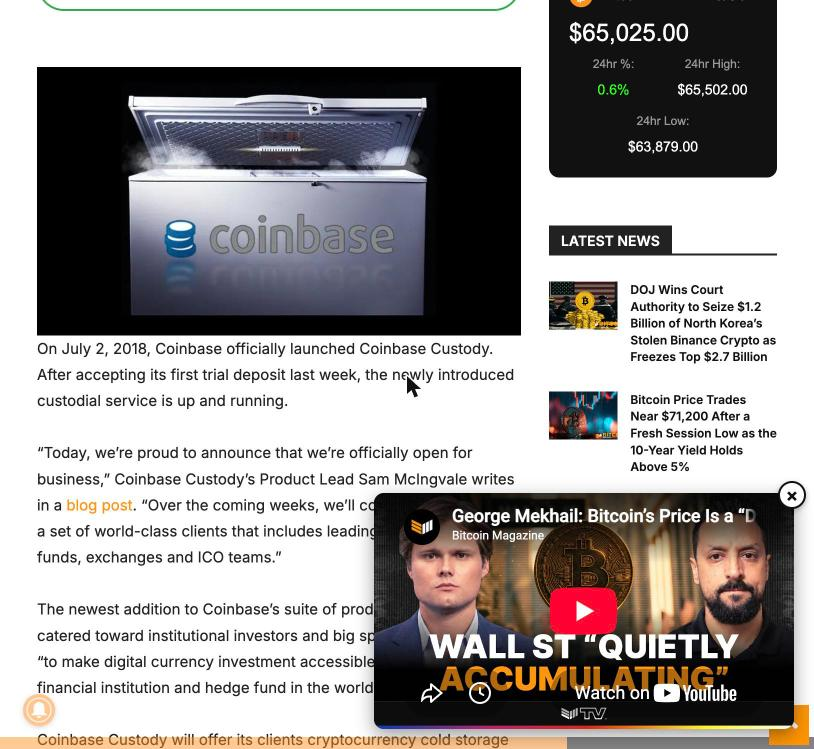 $65,025.00
24hr %:
24hr High:
0.6%
$65,502.00
24hr Low:
$63,879.00
coinbase
On July 2, 2018, Coinbase officially launched Coinbase Custody.
After accepting its first trial deposit last week, the newly introduced
custodial service is up and running.
“Today, we’re proud to announce that we’re officially open for
business,” Coinbase Custody’s Product Lead Sam McIngvale writes
in a blog post. “Over the coming weeks, we’ll
a set of world-class clients that includes leading
funds, exchanges and ICO teams.”
The newest addition to Coinbase’s suite of
catered toward institutional investors and big
“to make digital currency investment accessible
financial institution and hedge fund in the world
Coinbase Custody will offer its clients cryptocurrency cold storage
LATEST NEWS
DOJ Wins Court
Authority to Seize $1.2
Billion of North Korea’s
Stolen Binance Crypto as
Freezes Top $2.7 Billion
Bitcoin Price Trades
Near $71,200 After a
Fresh Session Low as the
10-Year Yield Holds
Above 5%
George Mekhail: Bitcoin’s Price Is a “D
Bitcoin Magazine
WALL ST “QUIETLY
ACCUMULATING”
Watch on YouTube
TV